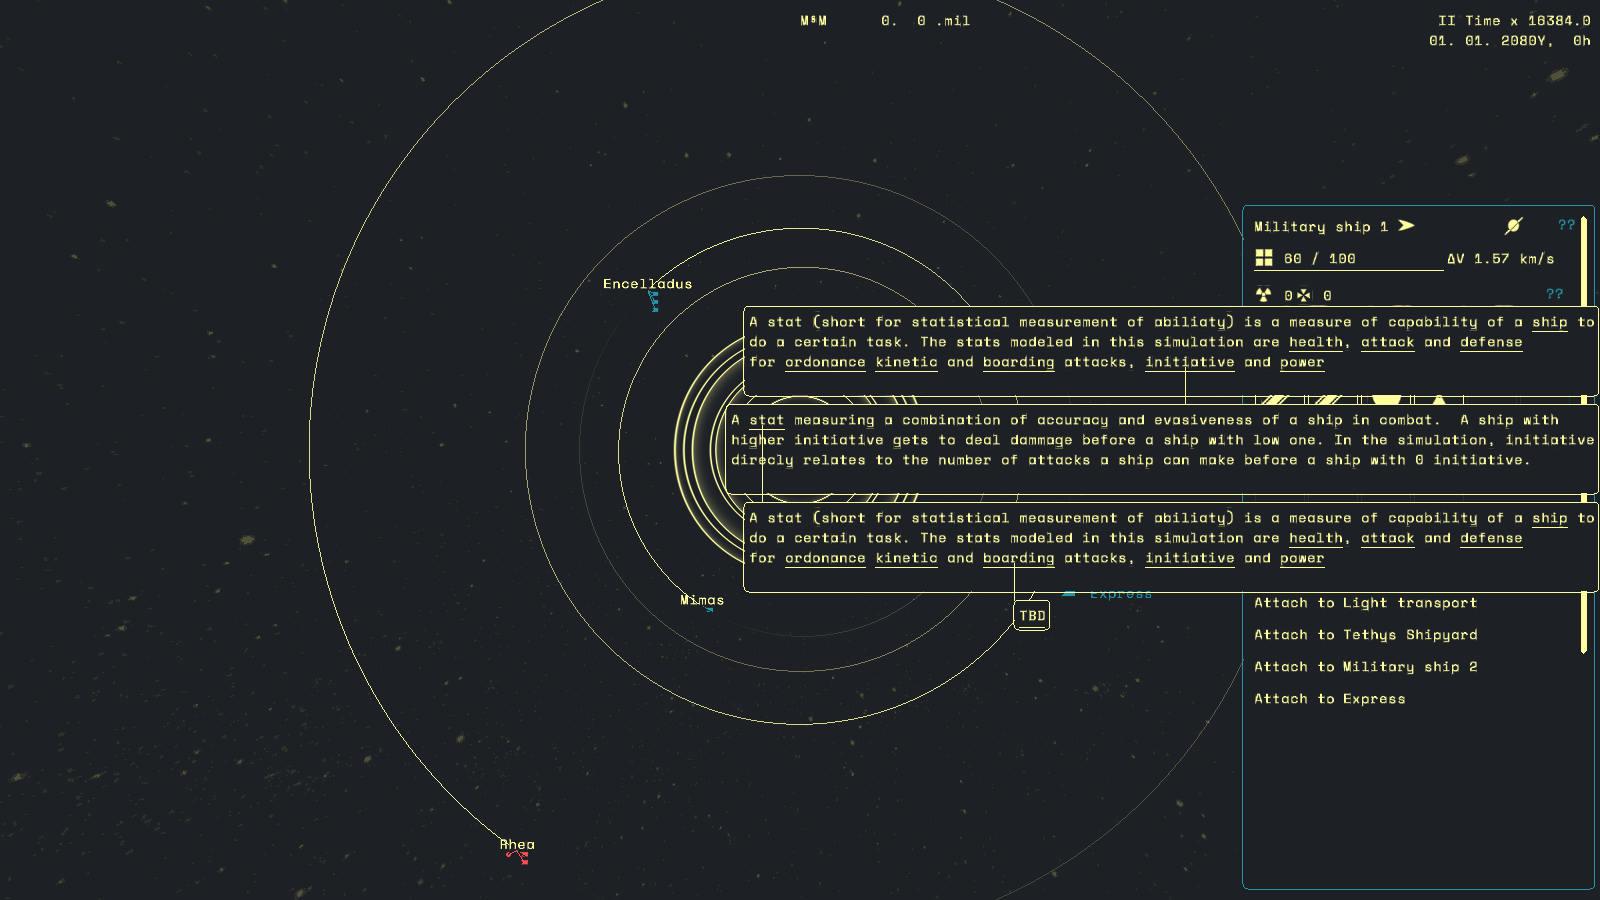 MSM 0. 0 .mil
II Time x 16384.0
01. 01. 2080Y, 0h
Encelladus
Military ship 1 ??
60 / 100 ΔV 1.57 km/s
0 0 ??
A stat (short for statistical measurement of abiliaty) is a measure of capability of a ship to
do a certain task. The stats modeled in this simulation are health, attack and defense
for ordonance kinetic and boarding attacks, initiative and power
A stat measuring a combination of accuracy and evasiveness of a ship in combat. A ship with
higher initiative gets to deal dammage before a ship with low one. In the simulation, initiative
direcly relates to the number of attacks a ship can make before a ship with 0 initiative.
A stat (short for statistical measurement of abiliaty) is a measure of capability of a ship to
do a certain task. The stats modeled in this simulation are health, attack and defense
for ordonance kinetic and boarding attacks, initiative and power
Mimas
Express
TBD
Attach to Light transport
Attach to Tethys Shipyard
Attach to Military ship 2
Attach to Express
Rhea